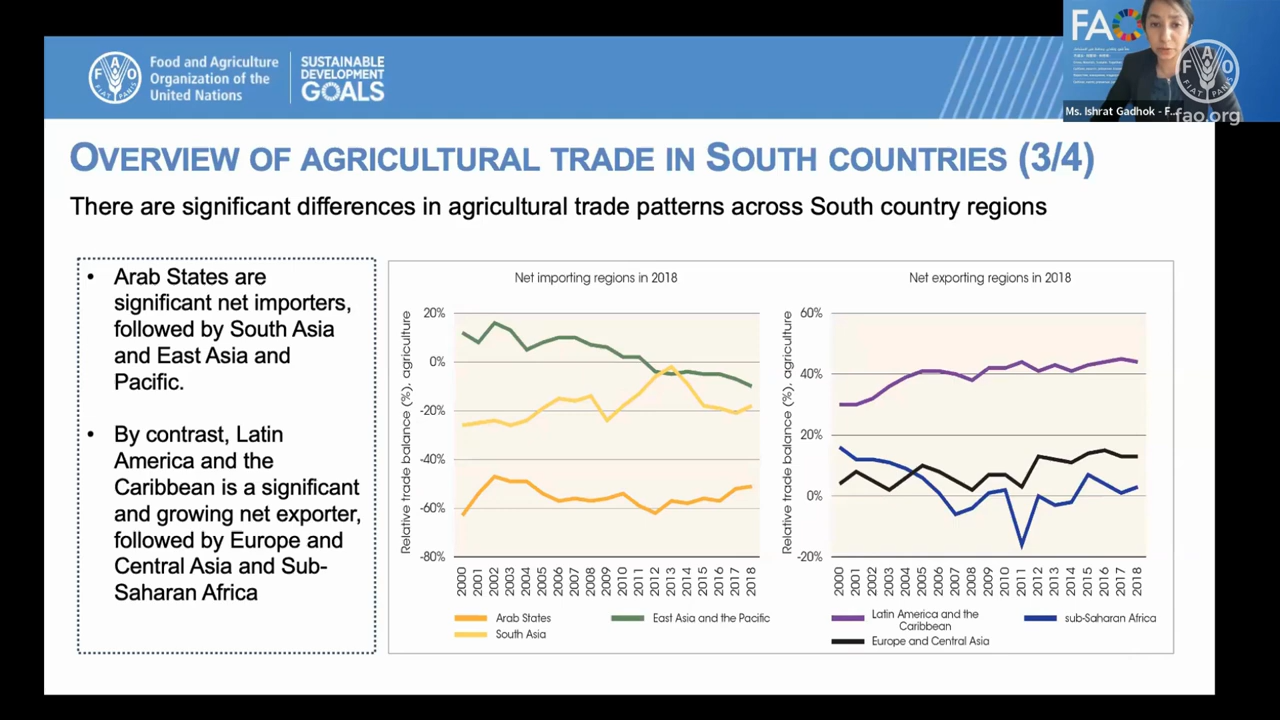 Food and Agriculture
Organization of the
United Nations
SUSTAINABLE
DEVELOPMENT
GOALS
FAO
FIAT PANIS
Ms. Ishrat Gadhok - F...
fao.org
OVERVIEW OF AGRICULTURAL TRADE IN SOUTH COUNTRIES (3/4)
There are significant differences in agricultural trade patterns across South country regions
• Arab States are
significant net importers,
followed by South Asia
and East Asia and
Pacific.
• By contrast, Latin
America and the
Caribbean is a significant
and growing net exporter,
followed by Europe and
Central Asia and Sub-
Saharan Africa
Net importing regions in 2018
Relative trade balance (%), agriculture
20%
0%
-20%
-40%
-60%
-80%
2000 2001 2002 2003 2004 2005 2006 2007 2008 2009 2010 2011 2012 2013 2014 2015 2016 2017 2018
Arab States
East Asia and the Pacific
South Asia
Net exporting regions in 2018
Relative trade balance (%), agriculture
60%
40%
20%
0%
-20%
2000 2001 2002 2003 2004 2005 2006 2007 2008 2009 2010 2011 2012 2013 2014 2015 2016 2017 2018
Latin America and the
Caribbean
sub-Saharan Africa
Europe and Central Asia